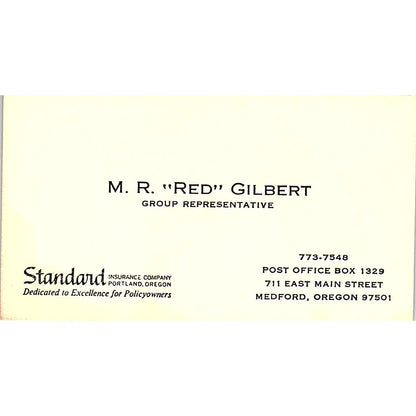 M. R. "Red" Gilbert
GROUP REPRESENTATIVE
Standard INSURANCE COMPANY
PORTLAND, OREGON
Dedicated to Excellence for Policyowners
773-7548
POST OFFICE BOX 1329
711 EAST MAIN STREET
MEDFORD, OREGON 97501